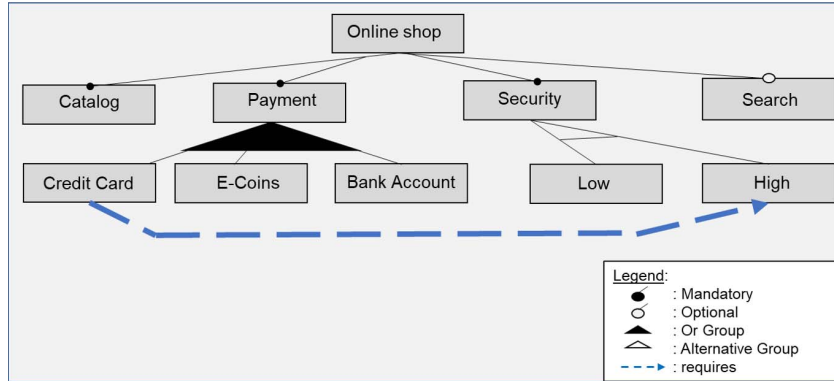 Online shop
Catalog
Payment
Security
Search
Credit Card
E-Coins
Bank Account
Low
High
Legend:
: Mandatory
: Optional
: Or Group
: Alternative Group
: requires